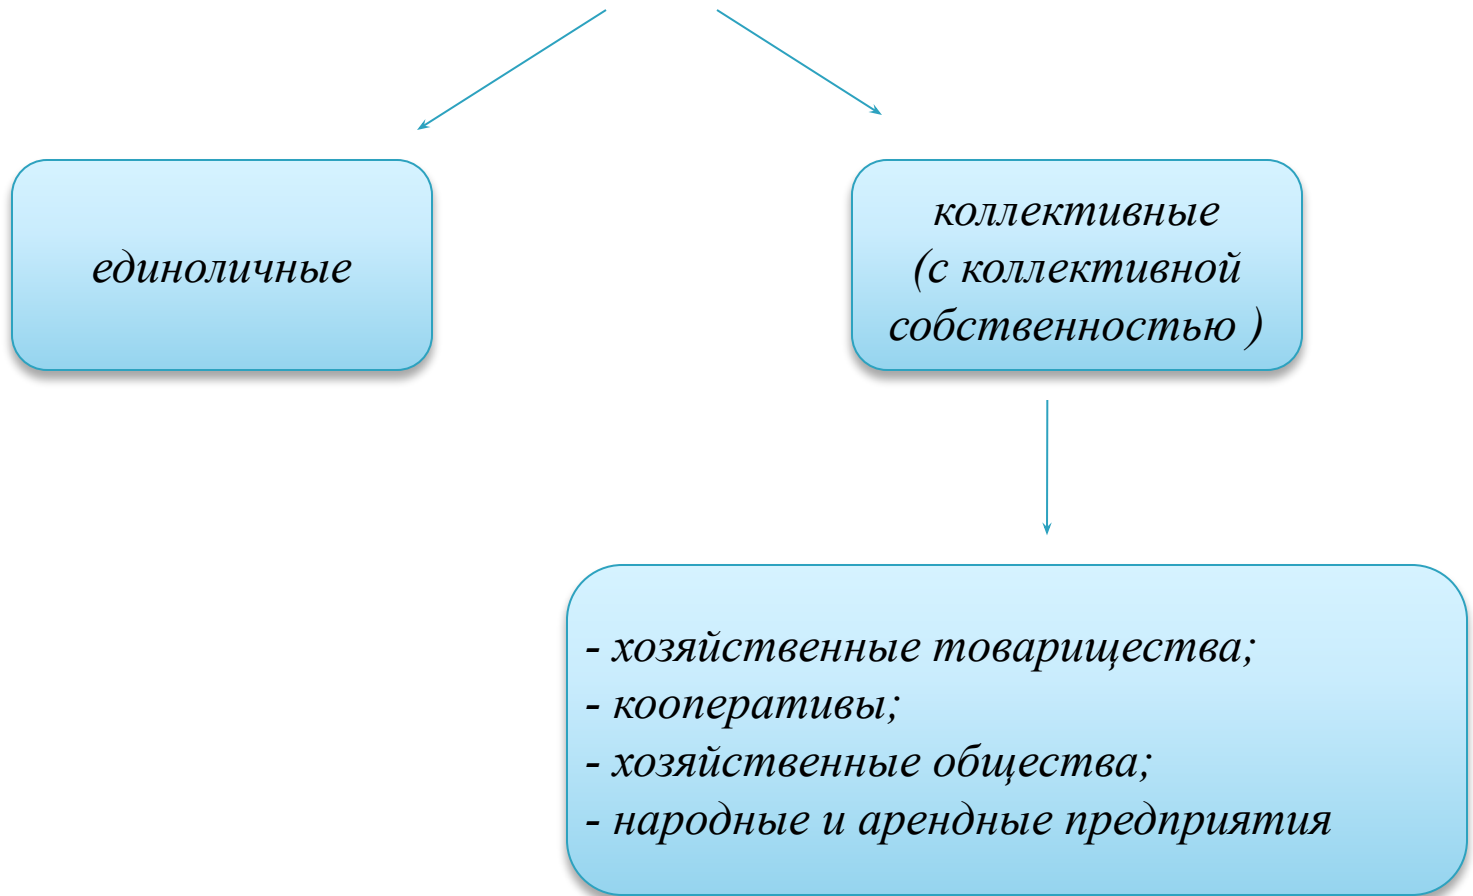 единоличные
коллективные
(с коллективной
собственностью )
- хозяйственные товарищества;
- кооперативы;
- хозяйственные общества;
- народные и арендные предприятия